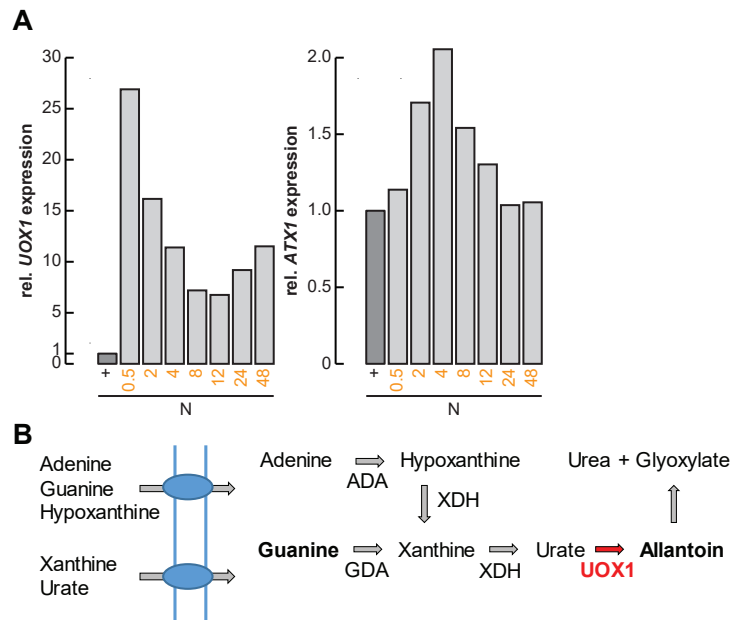 A
rel. UOX1 expression
30
25
20
15
10
5
1
0
+
0.5
2
4
8
12
24
48
N
rel. ATX1 expression
2.0
1.5
1.0
0.5
0
+
0.5
2
4
8
12
24
48
N
B
Adenine
Guanine
Hypoxanthine
Xanthine
Urate
Adenine
ADA
Hypoxanthine
XDH
Urea + Glyoxylate
Guanine
GDA
Xanthine
XDH
Urate
UOX1
Allantoin